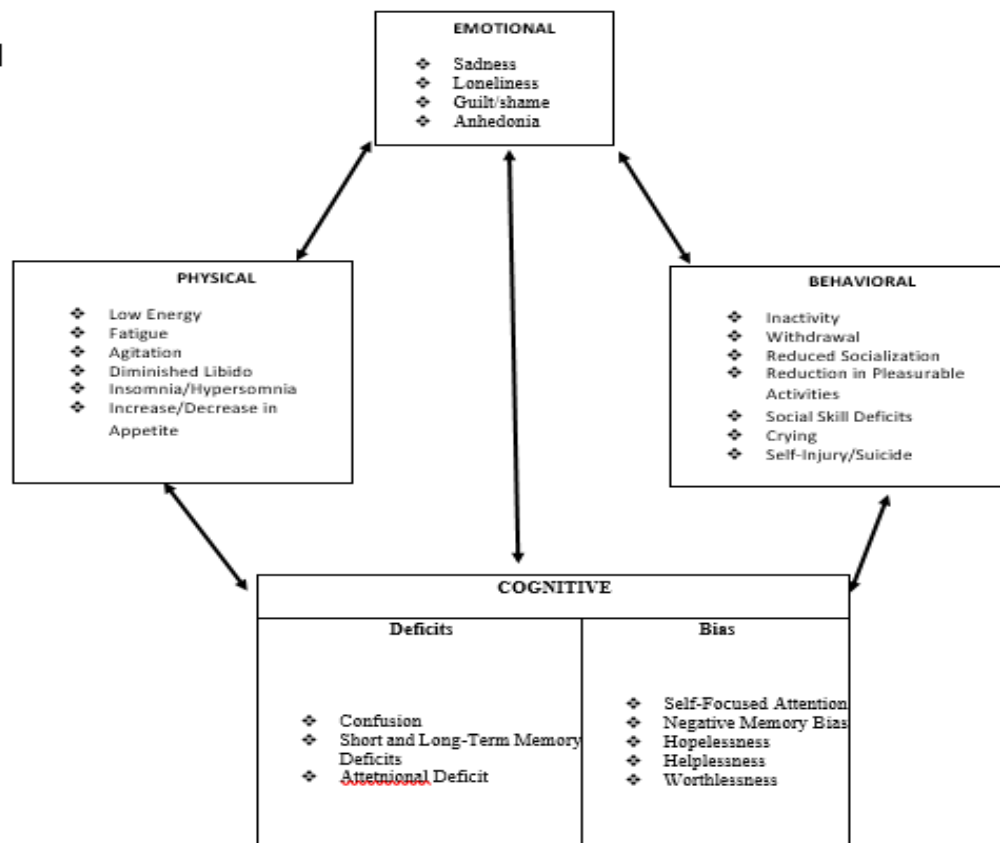 EMOTIONAL
❖ Sadness
❖ Loneliness
❖ Guilt/shame
❖ Anhedonia
PHYSICAL
❖ Low Energy
❖ Fatigue
❖ Agitation
❖ Diminished Libido
❖ Insomnia/Hypersomnia
❖ Increase/Decrease in
Appetite
BEHAVIORAL
❖ Inactivity
❖ Withdrawal
❖ Reduced Socialization
❖ Reduction in Pleasurable
Activities
❖ Social Skill Deficits
❖ Crying
❖ Self-Injury/Suicide
COGNITIVE
Deficits
❖ Confusion
❖ Short and Long-Term Memory
Deficits
❖ Attetnional Deficit
Bias
❖ Self-Focused Attention
❖ Negative Memory Bias
❖ Hopelessness
❖ Helplessness
❖ Worthlessness